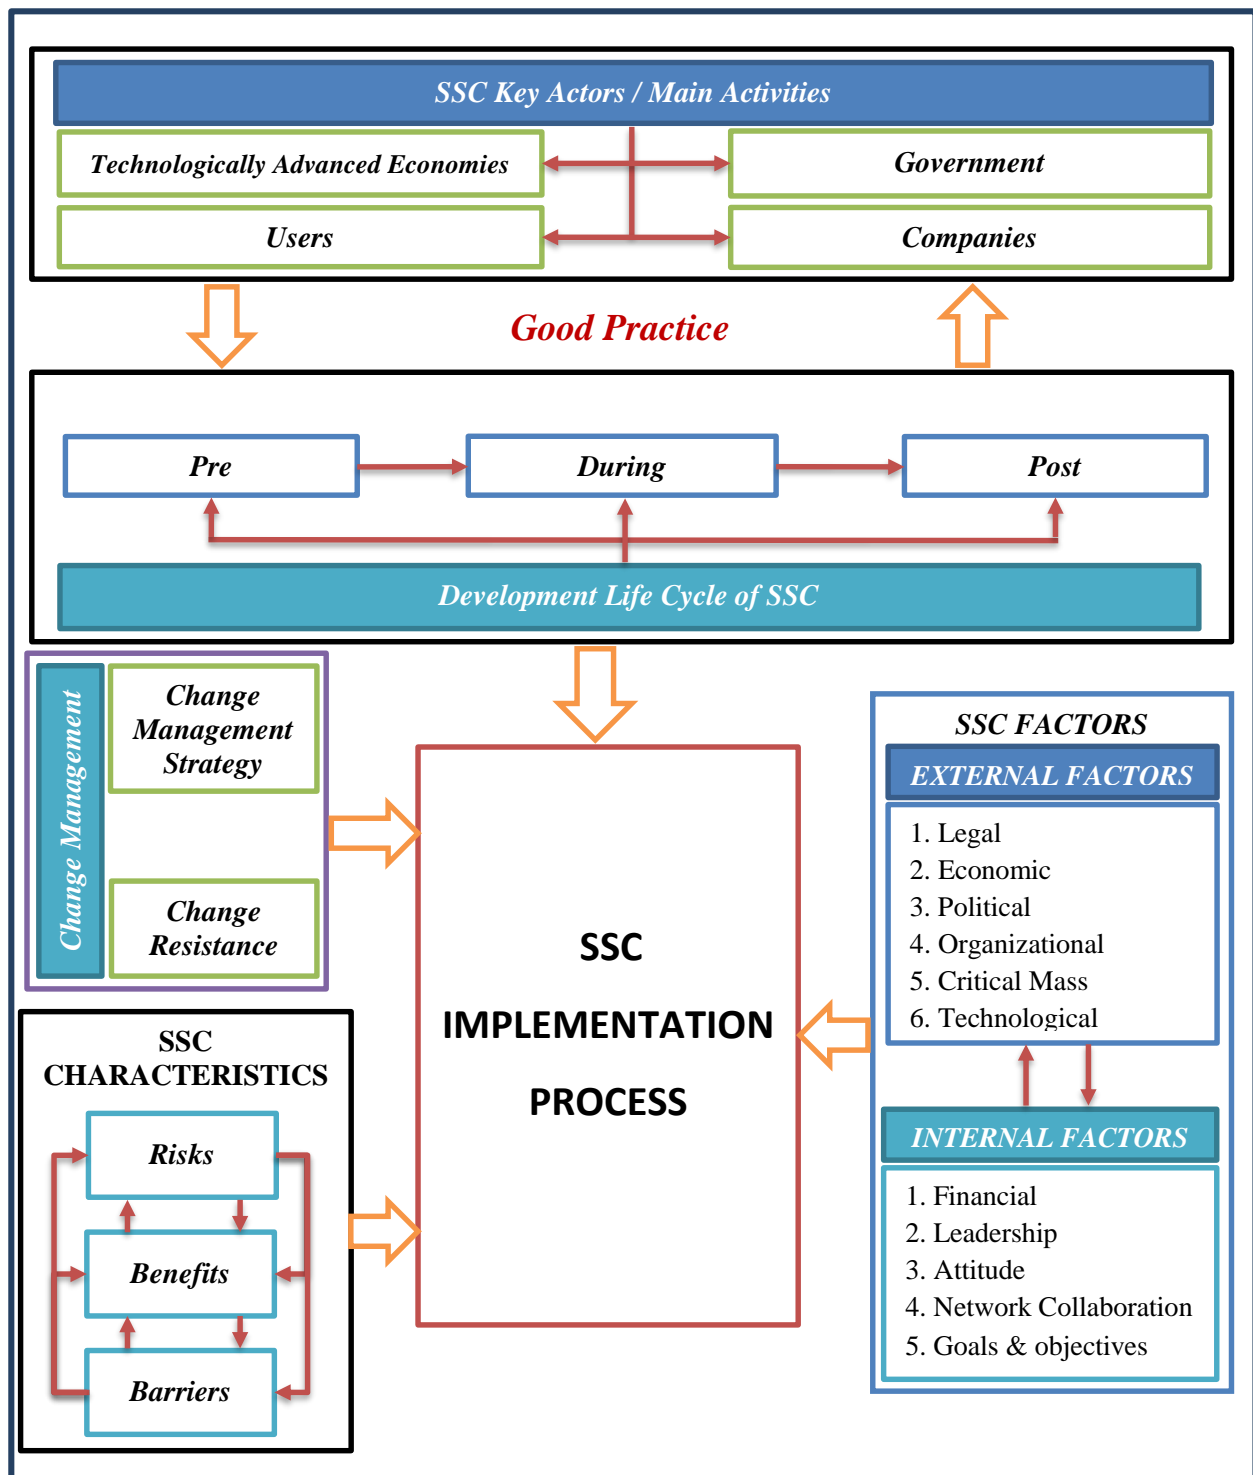 SSC Key Actors / Main Activities
Technologically Advanced Economies
Government
Users
Companies
Good Practice
Pre
During
Post
Development Life Cycle of SSC
Change Management
Change
Management
Strategy
Change
Resistance
SSC
CHARACTERISTICS
Risks
Benefits
Barriers
SSC
IMPLEMENTATION
PROCESS
SSC FACTORS
EXTERNAL FACTORS
1. Legal
2. Economic
3. Political
4. Organizational
5. Critical Mass
6. Technological
INTERNAL FACTORS
1. Financial
2. Leadership
3. Attitude
4. Network Collaboration
5. Goals & objectives